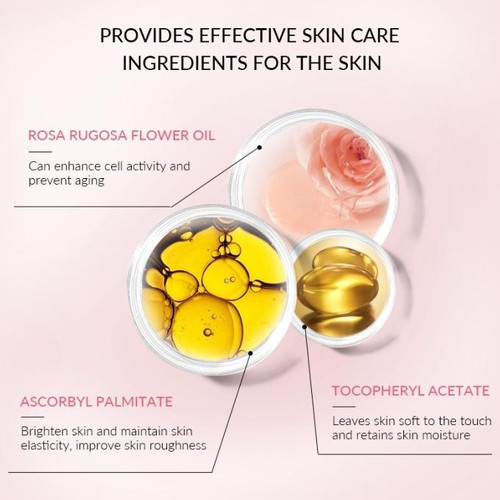 PROVIDES EFFECTIVE SKIN CARE
INGREDIENTS FOR THE SKIN
ROSA RUGOSA FLOWER OIL
Can enhance cell activity and
prevent aging
ASCORBYL PALMITATE
Brighten skin and maintain skin
elasticity, improve skin roughness
TOCOPHERYL ACETATE
Leaves skin soft to the touch
and retains skin moisture